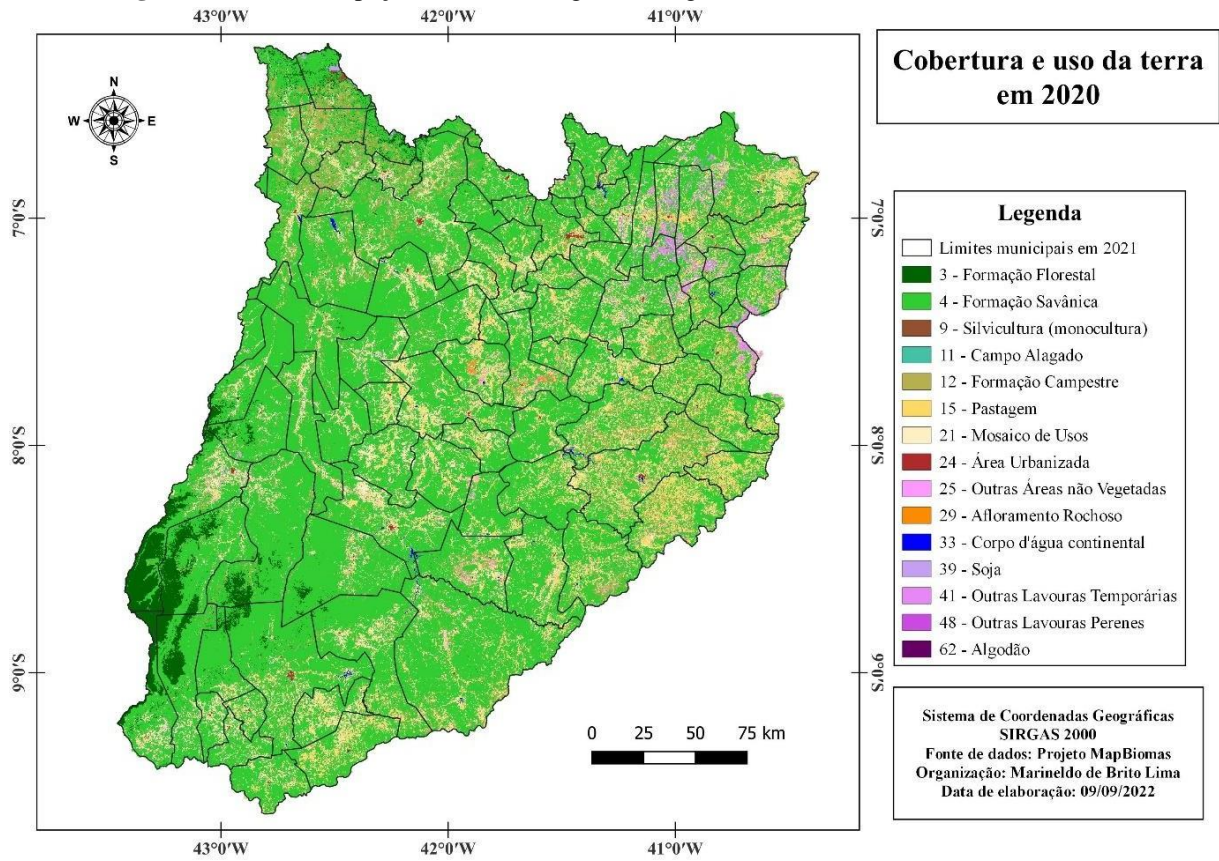 43°0'W 42°0'W 41°0'W
Cobertura e uso da terra
em 2020
N
W E
S
7°0'S 7°0'S
8°0'S 8°0'S
9°0'S 9°0'S
Legenda
Limites municipais em 2021
3 - Formação Florestal
4 - Formação Savânica
9 - Silvicultura (monocultura)
11 - Campo Alagado
12 - Formação Campestre
15 - Pastagem
21 - Mosaico de Usos
24 - Área Urbanizada
25 - Outras Áreas não Vegetadas
29 - Afloramento Rochoso
33 - Corpo d'água continental
39 - Soja
41 - Outras Lavouras Temporárias
48 - Outras Lavouras Perenes
62 - Algodão
0 25 50 75 km
Sistema de Coordenadas Geográficas
SIRGAS 2000
Fonte de dados: Projeto MapBiomas
Organização: Marineldo de Brito Lima
Data de elaboração: 09/09/2022
43°0'W 42°0'W 41°0'W